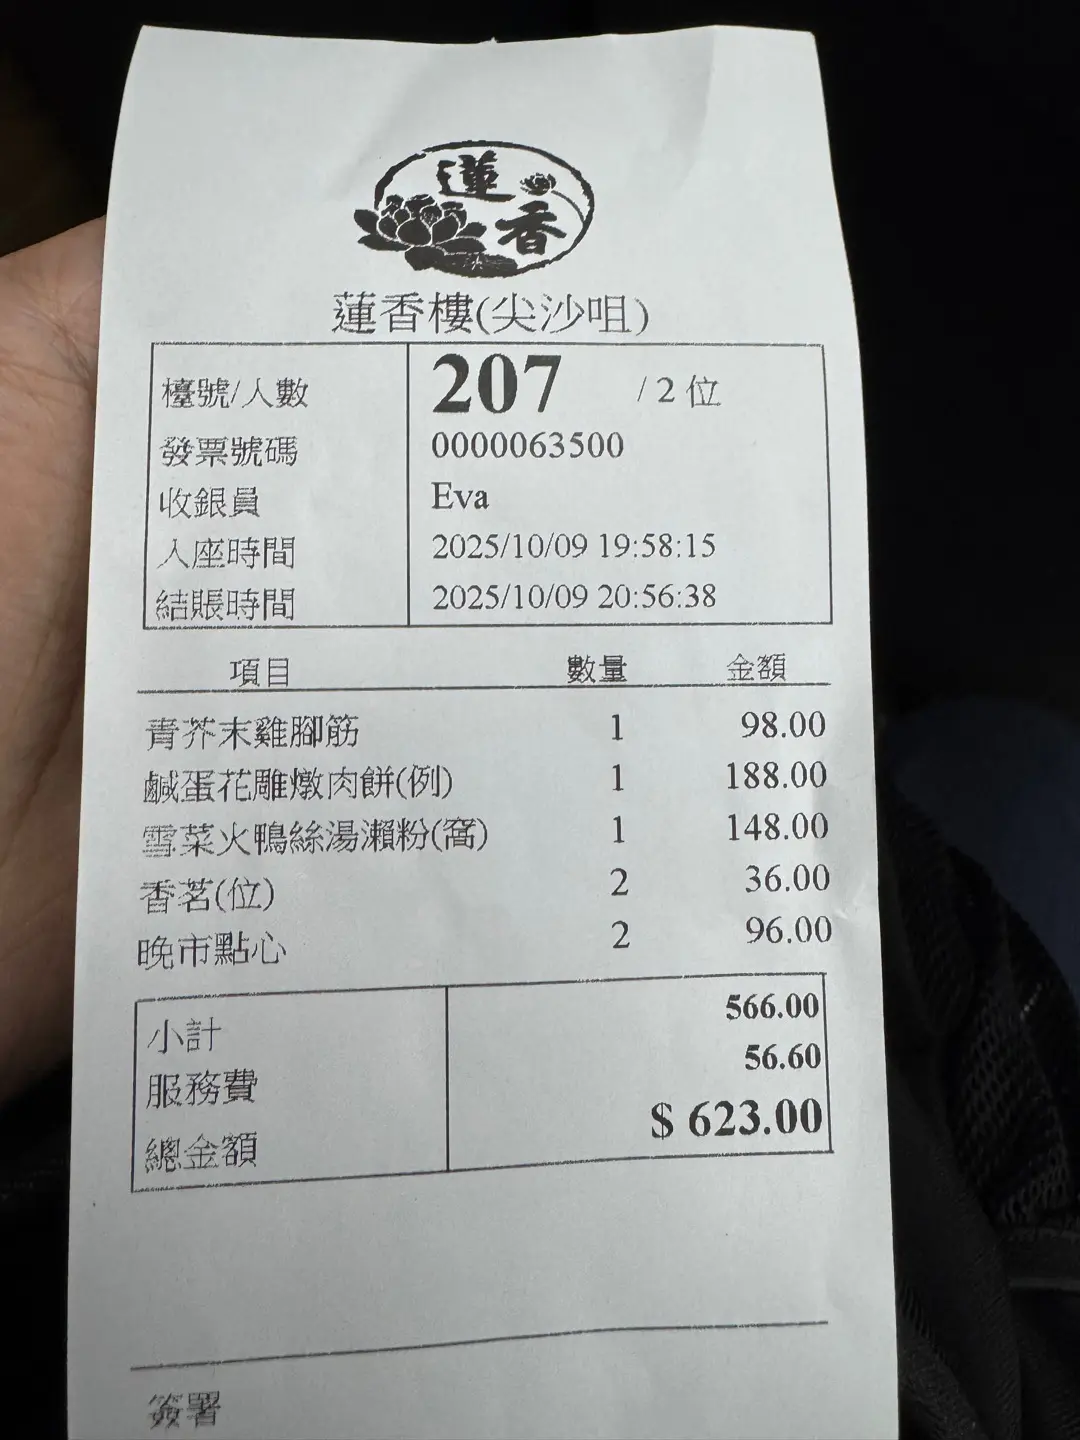 蓮香
蓮香樓(尖沙咀)
檯號/人數 207 / 2 位
發票號碼 0000063500
收銀員 Eva
入座時間 2025/10/09 19:58:15
結賬時間 2025/10/09 20:56:38
項目 數量 金額
青芥末雞腳筋 1 98.00
鹹蛋花雕燉肉餅(例) 1 188.00
雪菜火鴨絲湯瀨粉(窩) 1 148.00
香茗(位) 2 36.00
晚市點心 2 96.00
小計 566.00
服務費 56.60
總金額 $ 623.00
簽署